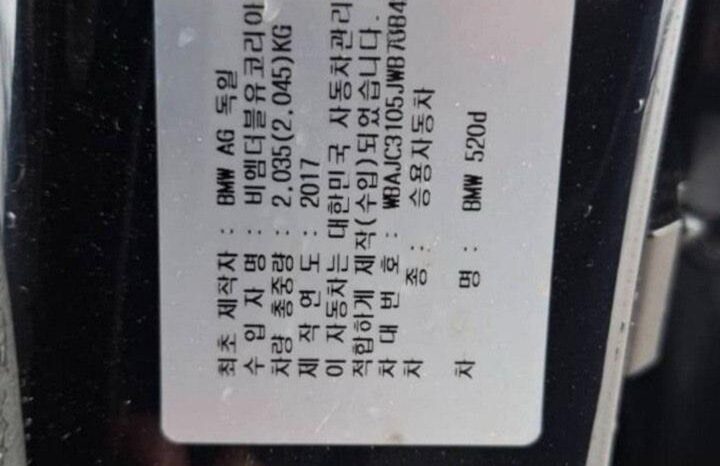 최초 제작자 : BMW AG 독일
수 입 자 명 : 비엠더블유코리아
차량 총중량 : 2,035(2,045)KG
제 작 연 도 : 2017
이 자동차는 대한민국 자동차관리
적합하게 제작(수입)되었습니다.
차 대 번 호 :
차 종 : 승용자동차
차 명 : BMW 520d